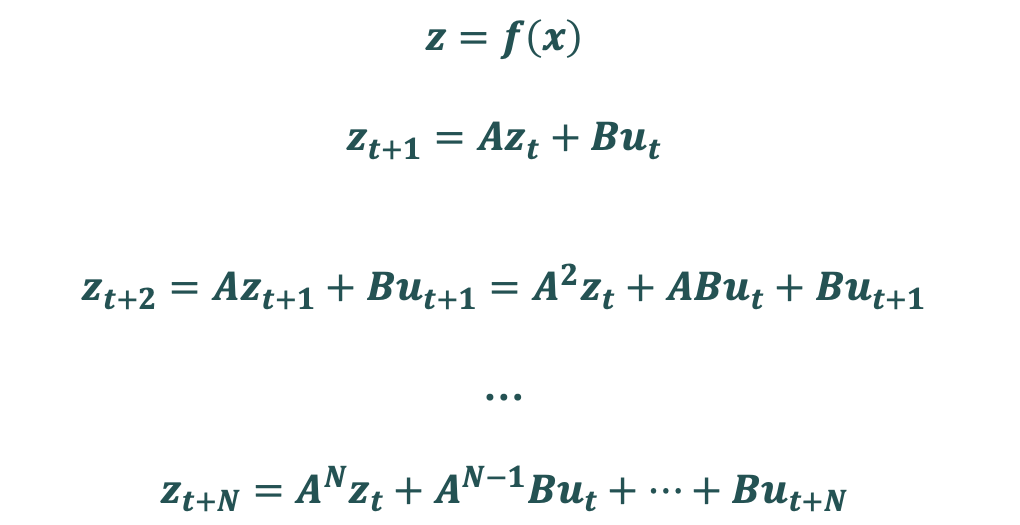 z = f(x)
z_{t+1} = Az_t + Bu_t
z_{t+2} = Az_{t+1} + Bu_{t+1} = A^2z_t + ABu_t + Bu_{t+1}
...
z_{t+N} = A^Nz_t + A^{N-1}Bu_t + ⋯ + Bu_{t+N}